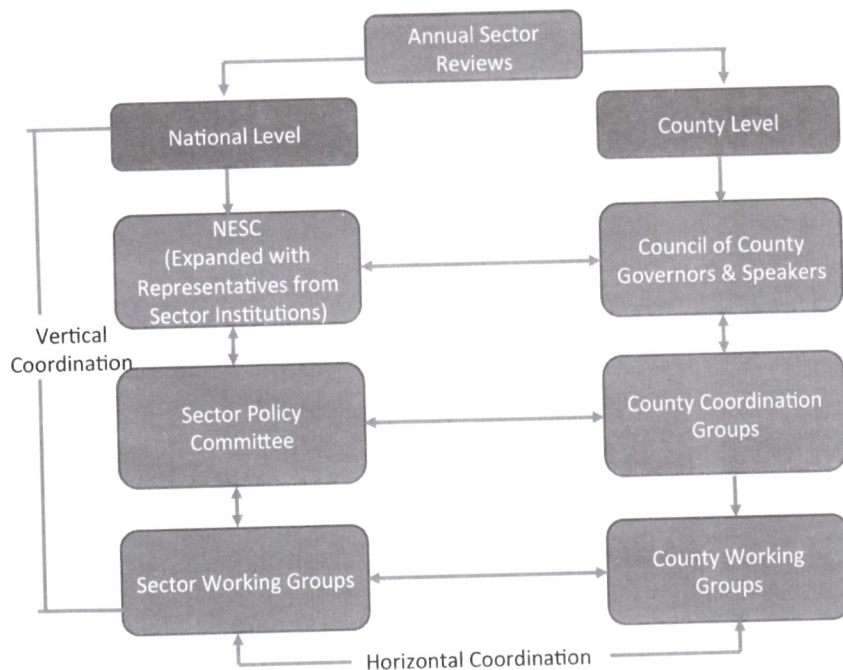 Annual Sector
Reviews
National Level
County Level
NESC
(Expanded with
Representatives from
Sector Institutions)
Council of County
Governors & Speakers
Vertical
Coordination
Sector Policy
Committee
County Coordination
Groups
Sector Working Groups
County Working
Groups
Horizontal Coordination